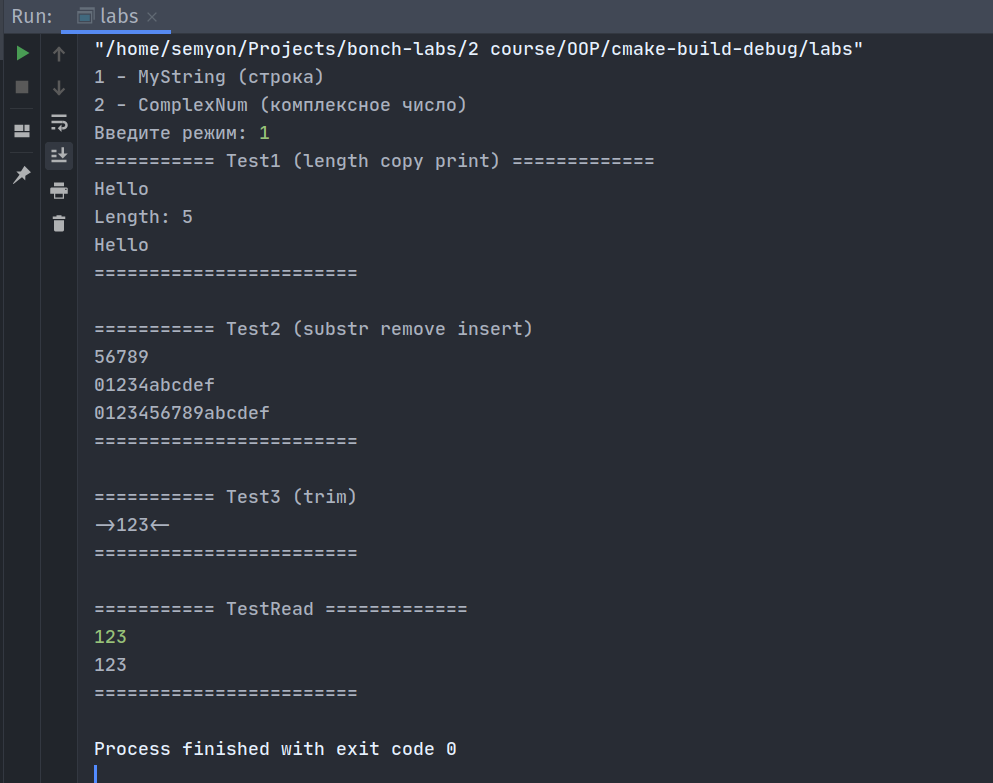 Run: labs ×
"/home/semyon/Projects/bonch-labs/2 course/OOP/cmake-build-debug/labs"
1 - MyString (строка)
2 - ComplexNum (комплексное число)
Введите режим: 1
=========== Test1 (length copy print) =============
Hello
Length: 5
Hello
========================

=========== Test2 (substr remove insert)
56789
01234abcdef
0123456789abcdef
========================

=========== Test3 (trim)
->123<-
========================

=========== TestRead =============
123
123
========================

Process finished with exit code 0